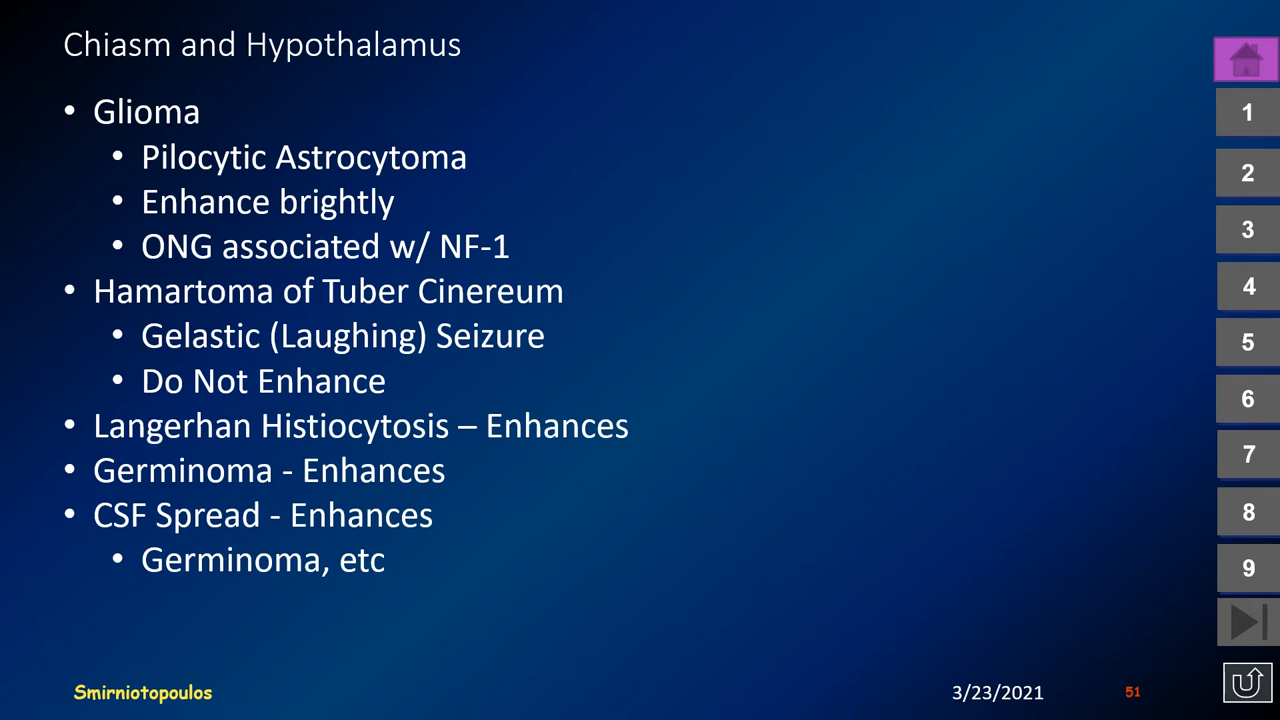 Chiasm and Hypothalamus
• Glioma
• Pilocytic Astrocytoma
• Enhance brightly
• ONG associated w/ NF-1
• Hamartoma of Tuber Cinereum
• Gelastic (Laughing) Seizure
• Do Not Enhance
• Langerhan Histiocytosis – Enhances
• Germinoma - Enhances
• CSF Spread - Enhances
• Germinoma, etc
1
2
3
4
5
6
7
8
9
Smirniotopoulos
3/23/2021
51